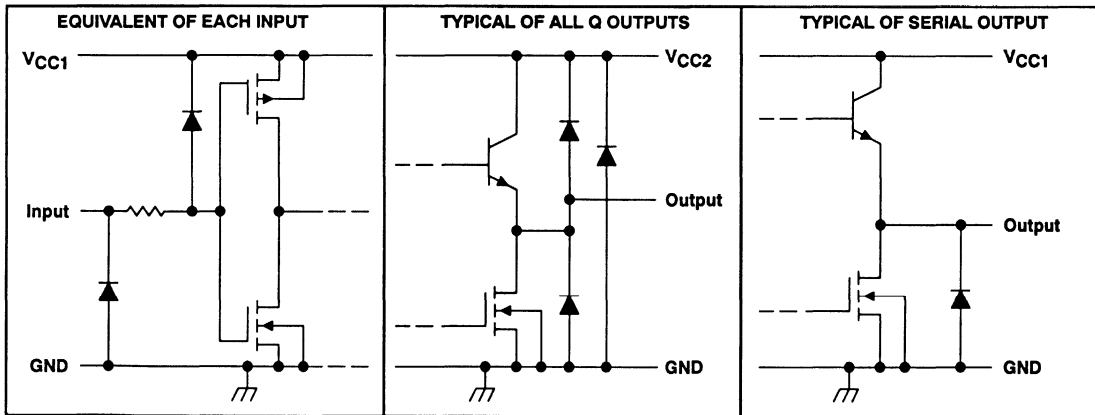 EQUIVALENT OF EACH INPUT
VCC1
Input
GND
TYPICAL OF ALL Q OUTPUTS
VCC2
Output
GND
TYPICAL OF SERIAL OUTPUT
VCC1
Output
GND